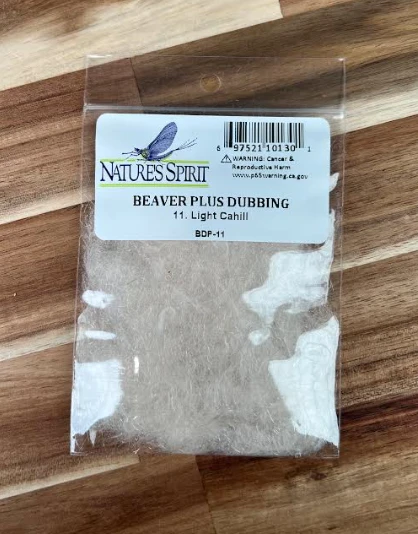 NATURE'S SPIRIT
6 97521 10130 1
WARNING: Cancer &
Reproductive Harm
www.p65warning.ca.gov
BEAVER PLUS DUBBING
11. Light Cahill
BDP-11